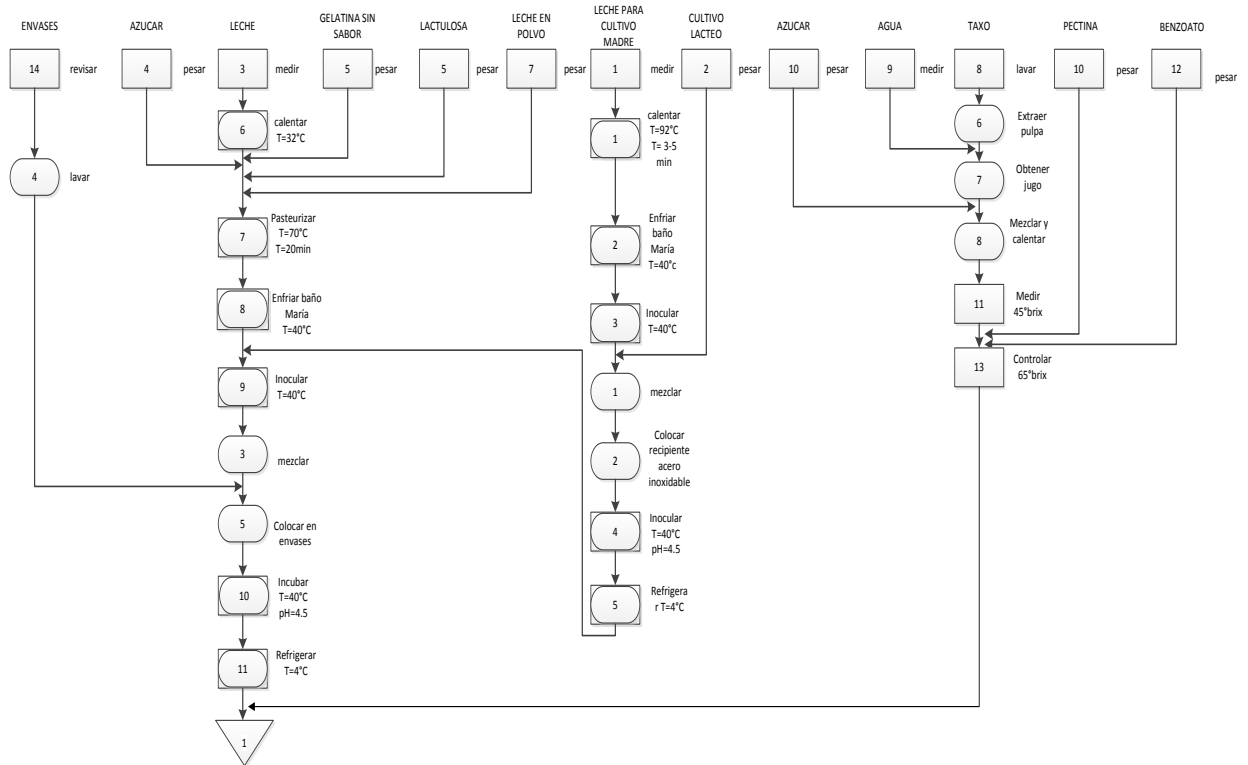 ENVASES
AZUCAR
LECHE
GELATINA SIN
SABOR
LACTULOSA
LECHE EN
POLVO
LECHE PARA
CULTIVO
MADRE
CULTIVO
LACTEO
AZUCAR
AGUA
TAXO
PECTINA
BENZOATO
14
revisar
4
pesar
3
medir
5
pesar
5
pesar
7
pesar
1
medir
2
pesar
10
pesar
9
medir
8
lavar
10
pesar
12
pesar
4
lavar
6
calentar
T=32°C
7
Pasteurizar
T=70°C
T=20min
8
Enfriar baño
María
T=40°C
9
Inocular
T=40°C
3
mezclar
5
Colocar en
envases
10
Incubar
T=40°C
pH=4.5
11
Refrigerar
T=4°C
1
1
calentar
T=92°C
T= 3-5
min
2
Enfriar
baño
María
T=40°c
3
Inocular
T=40°C
1
mezclar
2
Colocar
recipiente
acero
inoxidable
4
Inocular
T=40°C
pH=4.5
5
Refrigera
r T=4°C
6
Extraer
pulpa
7
Obtener
jugo
8
Mezclar y
calentar
11
Medir
45°brix
13
Controlar
65°brix